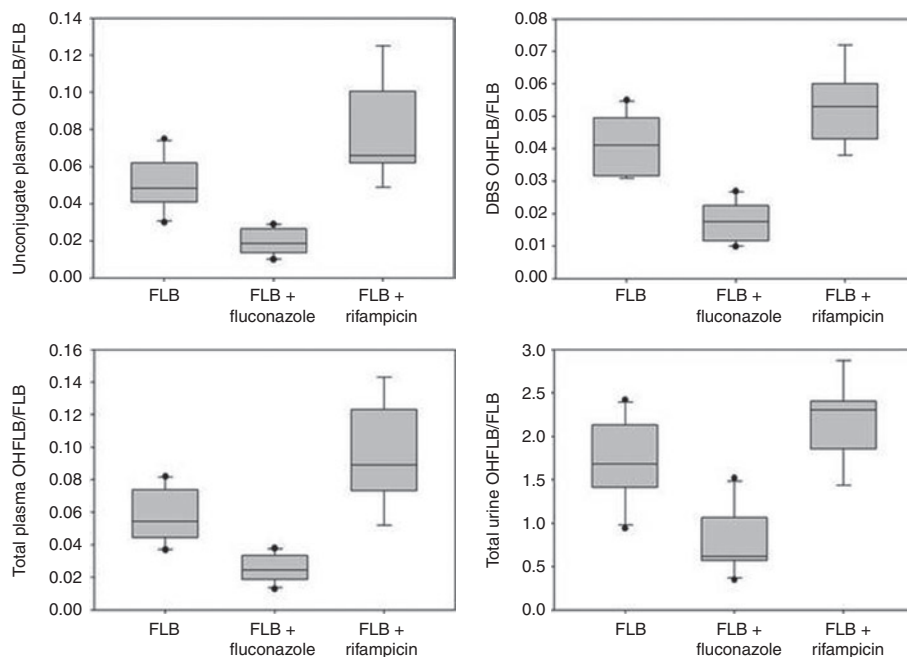 Unconjugate plasma OHFLB/FLB
0.14
0.12
0.10
0.08
0.06
0.04
0.02
0.00
FLB
FLB +
fluconazole
FLB +
rifampicin
DBS OHFLB/FLB
0.08
0.07
0.06
0.05
0.04
0.03
0.02
0.01
0.00
FLB
FLB +
fluconazole
FLB +
rifampicin
Total plasma OHFLB/FLB
0.16
0.14
0.12
0.10
0.08
0.06
0.04
0.02
0.00
FLB
FLB +
fluconazole
FLB +
rifampicin
Total urine OHFLB/FLB
3.0
2.5
2.0
1.5
1.0
0.5
0.0
FLB
FLB +
fluconazole
FLB +
rifampicin